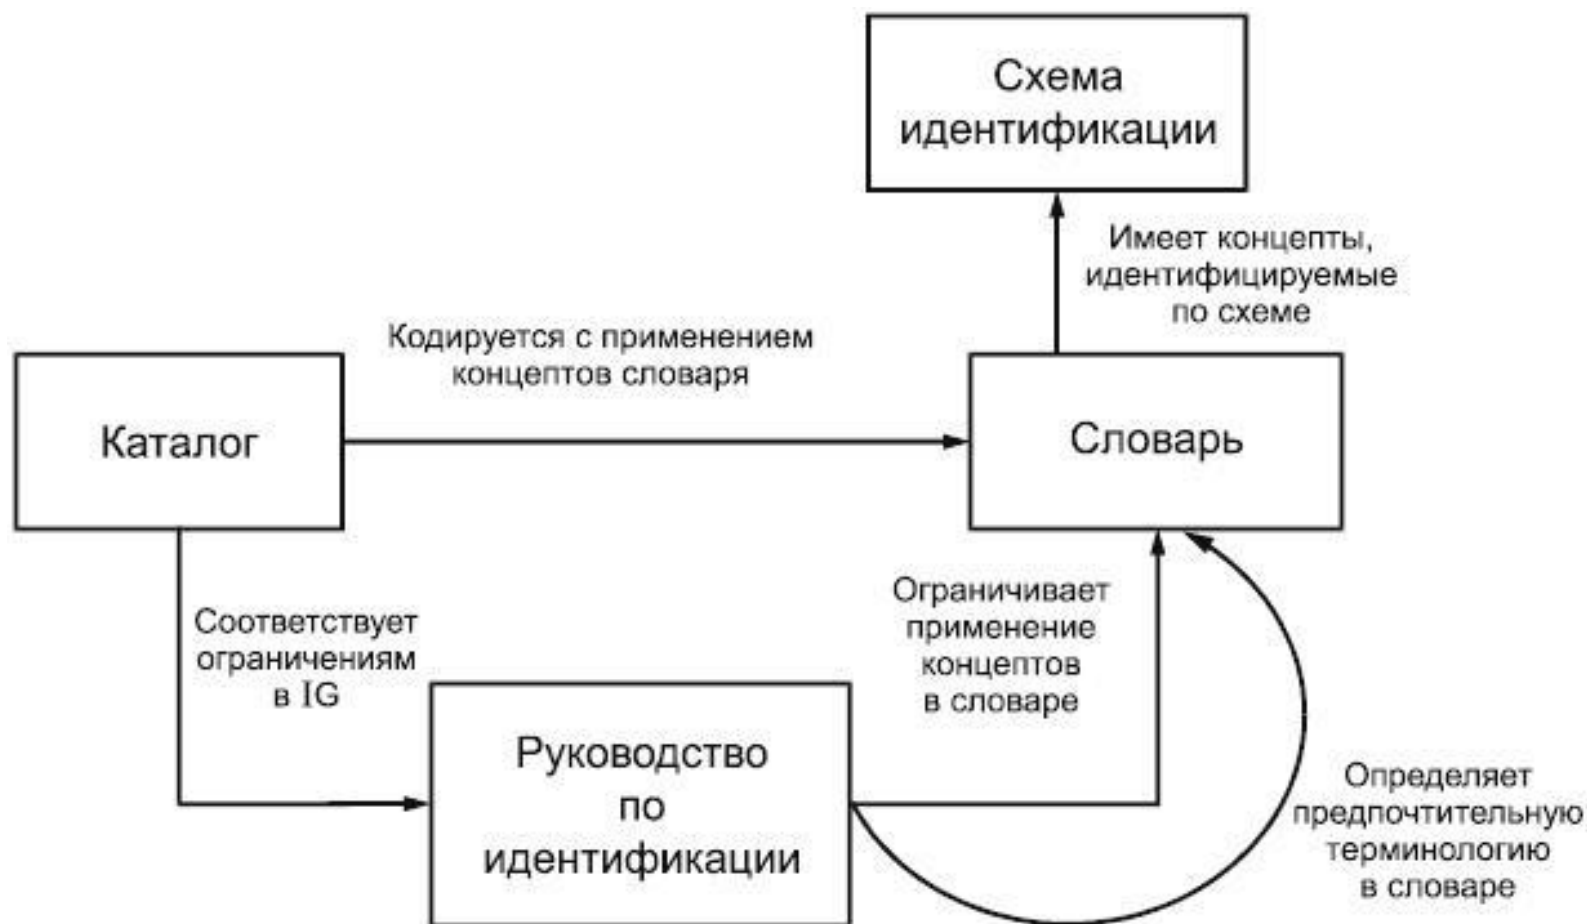 Схема
идентификации
Имеет концепты,
идентифицируемые
по схеме
Кодируется с применением
концептов словаря
Каталог
Словарь
Соответствует
ограничениям
в IG
Ограничивает
применение
концептов
в словаре
Руководство
по
идентификации
Определяет
предпочтительную
терминологию
в словаре